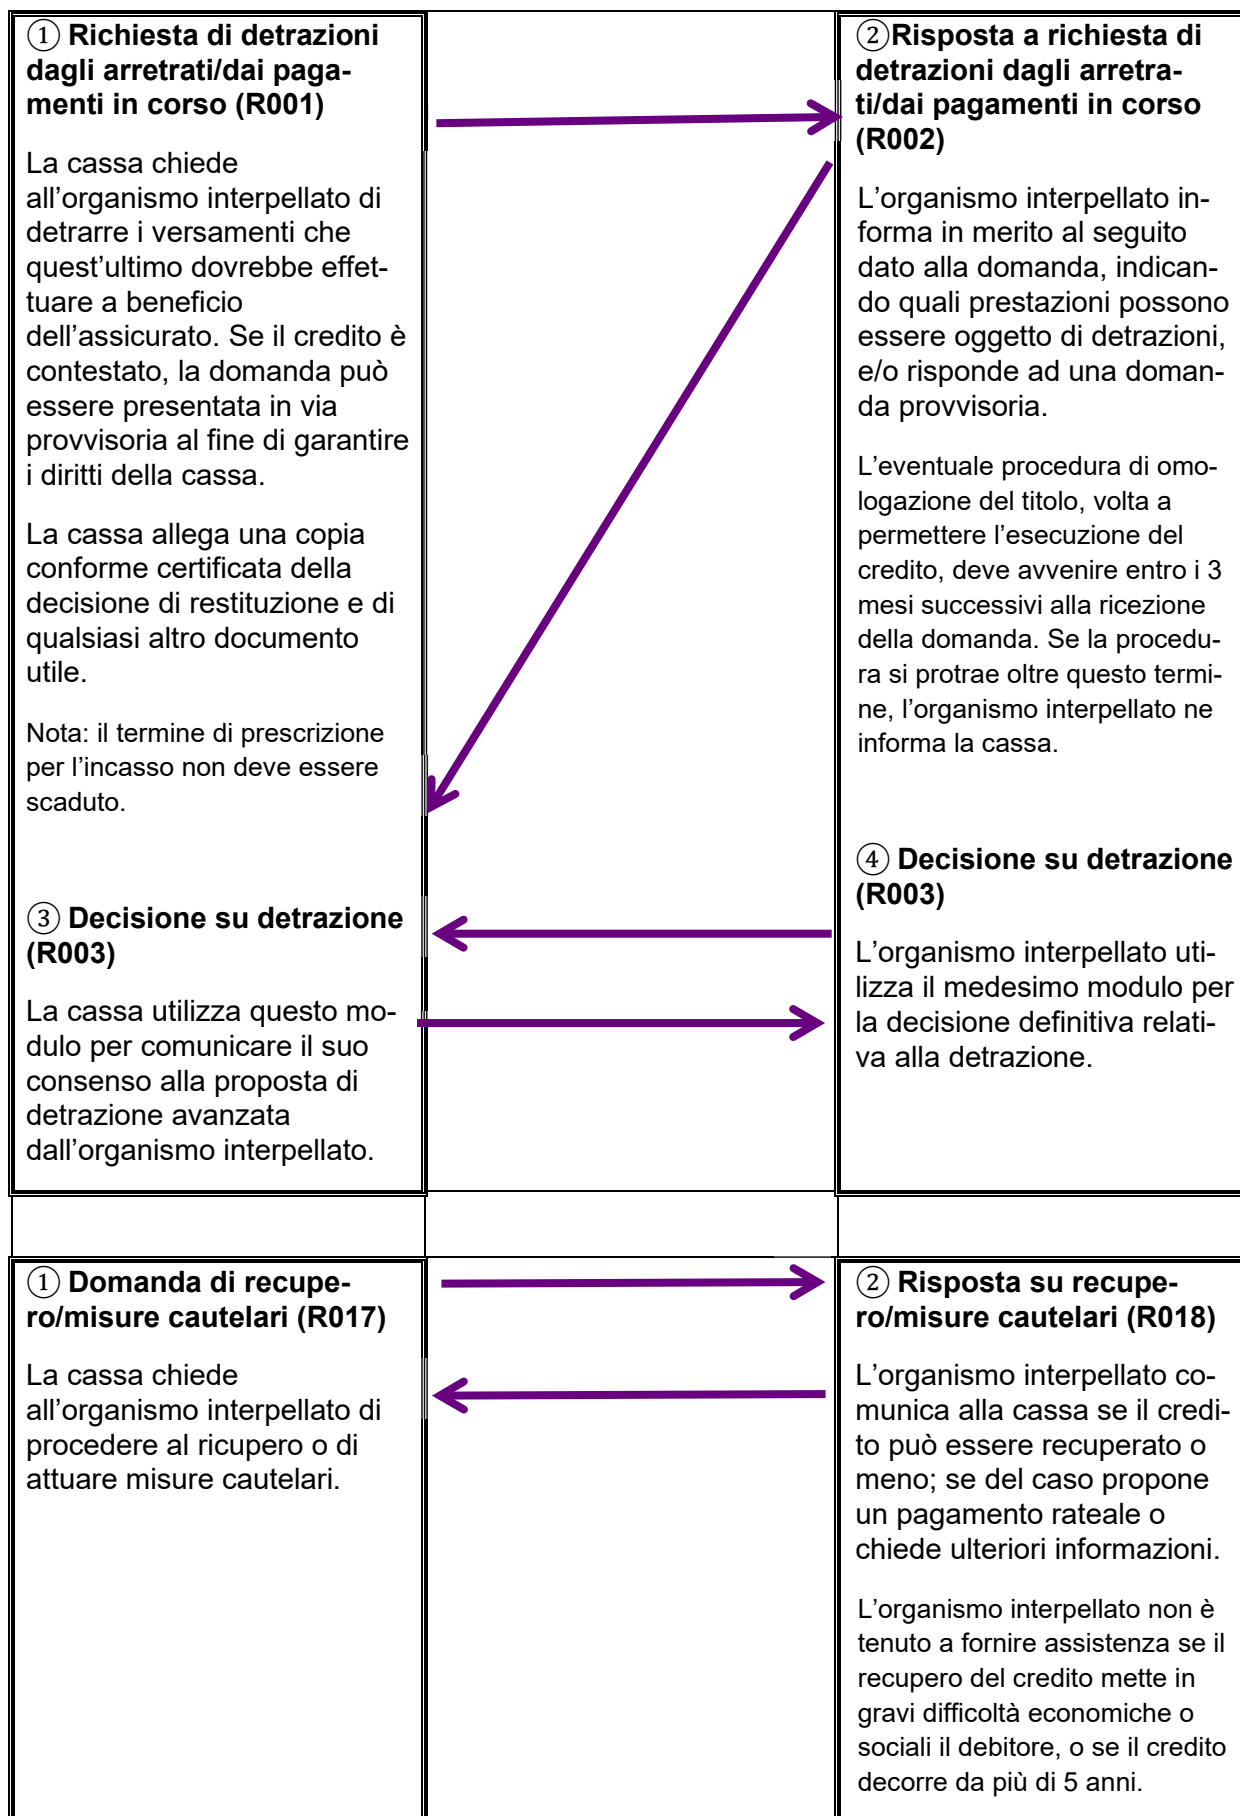 ① Richiesta di detrazioni
dagli arretrati/dai paga-
menti in corso (R001)
La cassa chiede
all’organismo interpellato di
detrarre i versamenti che
quest’ultimo dovrebbe effet-
tuare a beneficio
dell’assicurato. Se il credito è
contestato, la domanda può
essere presentata in via
provvisoria al fine di garantire
i diritti della cassa.
La cassa allega una copia
conforme certificata della
decisione di restituzione e di
qualsiasi altro documento
utile.
Nota: il termine di prescrizione
per l’incasso non deve essere
scaduto.
②Risposta a richiesta di
detrazioni dagli arretra-
ti/dai pagamenti in corso
(R002)
L’organismo interpellato in-
forma in merito al seguito
dato alla domanda, indican-
do quali prestazioni possono
essere oggetto di detrazioni,
e/o risponde ad una doman-
da provvisoria.
L’eventuale procedura di omo-
logazione del titolo, volta a
permettere l’esecuzione del
credito, deve avvenire entro i 3
mesi successivi alla ricezione
della domanda. Se la procedu-
ra si protrae oltre questo termi-
ne, l’organismo interpellato ne
informa la cassa.
③ Decisione su detrazione
(R003)
La cassa utilizza questo mo-
dulo per comunicare il suo
consenso alla proposta di
detrazione avanzata
dall’organismo interpellato.
④ Decisione su detrazione
(R003)
L’organismo interpellato uti-
lizza il medesimo modulo per
la decisione definitiva relati-
va alla detrazione.
① Domanda di recupe-
ro/misure cautelari (R017)
La cassa chiede
all’organismo interpellato di
procedere al ricupero o di
attuare misure cautelari.
② Risposta su recupe-
ro/misure cautelari (R018)
L’organismo interpellato co-
munica alla cassa se il credi-
to può essere recuperato o
meno; se del caso propone
un pagamento rateale o
chiede ulteriori informazioni.
L’organismo interpellato non è
tenuto a fornire assistenza se il
recupero del credito mette in
gravi difficoltà economiche o
sociali il debitore, o se il credito
decorre da più di 5 anni.